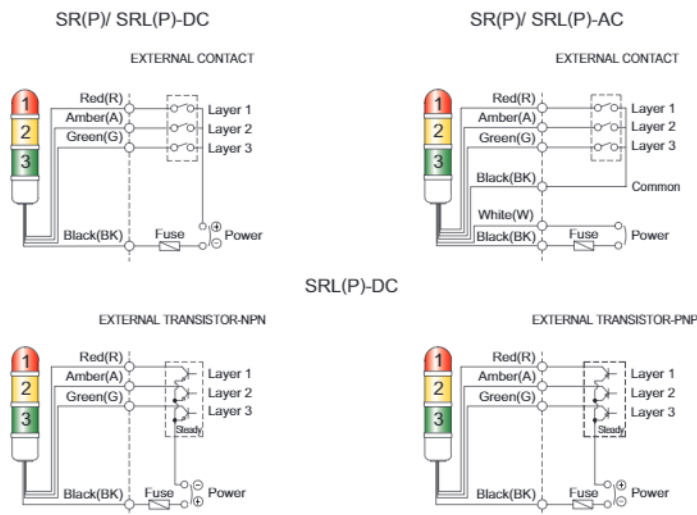 SR(P)/ SRL(P)-DC
EXTERNAL CONTACT
1
2
3
Red(R)
Amber(A)
Green(G)
Layer 1
Layer 2
Layer 3
Black(BK)
Fuse
⊕
⊖
Power
SR(P)/ SRL(P)-AC
EXTERNAL CONTACT
1
2
3
Red(R)
Amber(A)
Green(G)
Layer 1
Layer 2
Layer 3
Black(BK)
Common
White(W)
Black(BK)
Fuse
Power
SRL(P)-DC
EXTERNAL TRANSISTOR-NPN
1
2
3
Red(R)
Amber(A)
Green(G)
Layer 1
Layer 2
Layer 3
Steady
Black(BK)
Fuse
⊖
⊕
Power
EXTERNAL TRANSISTOR-PNP
1
2
3
Red(R)
Amber(A)
Green(G)
Layer 1
Layer 2
Layer 3
Steady
Black(BK)
Fuse
⊕
⊖
Power